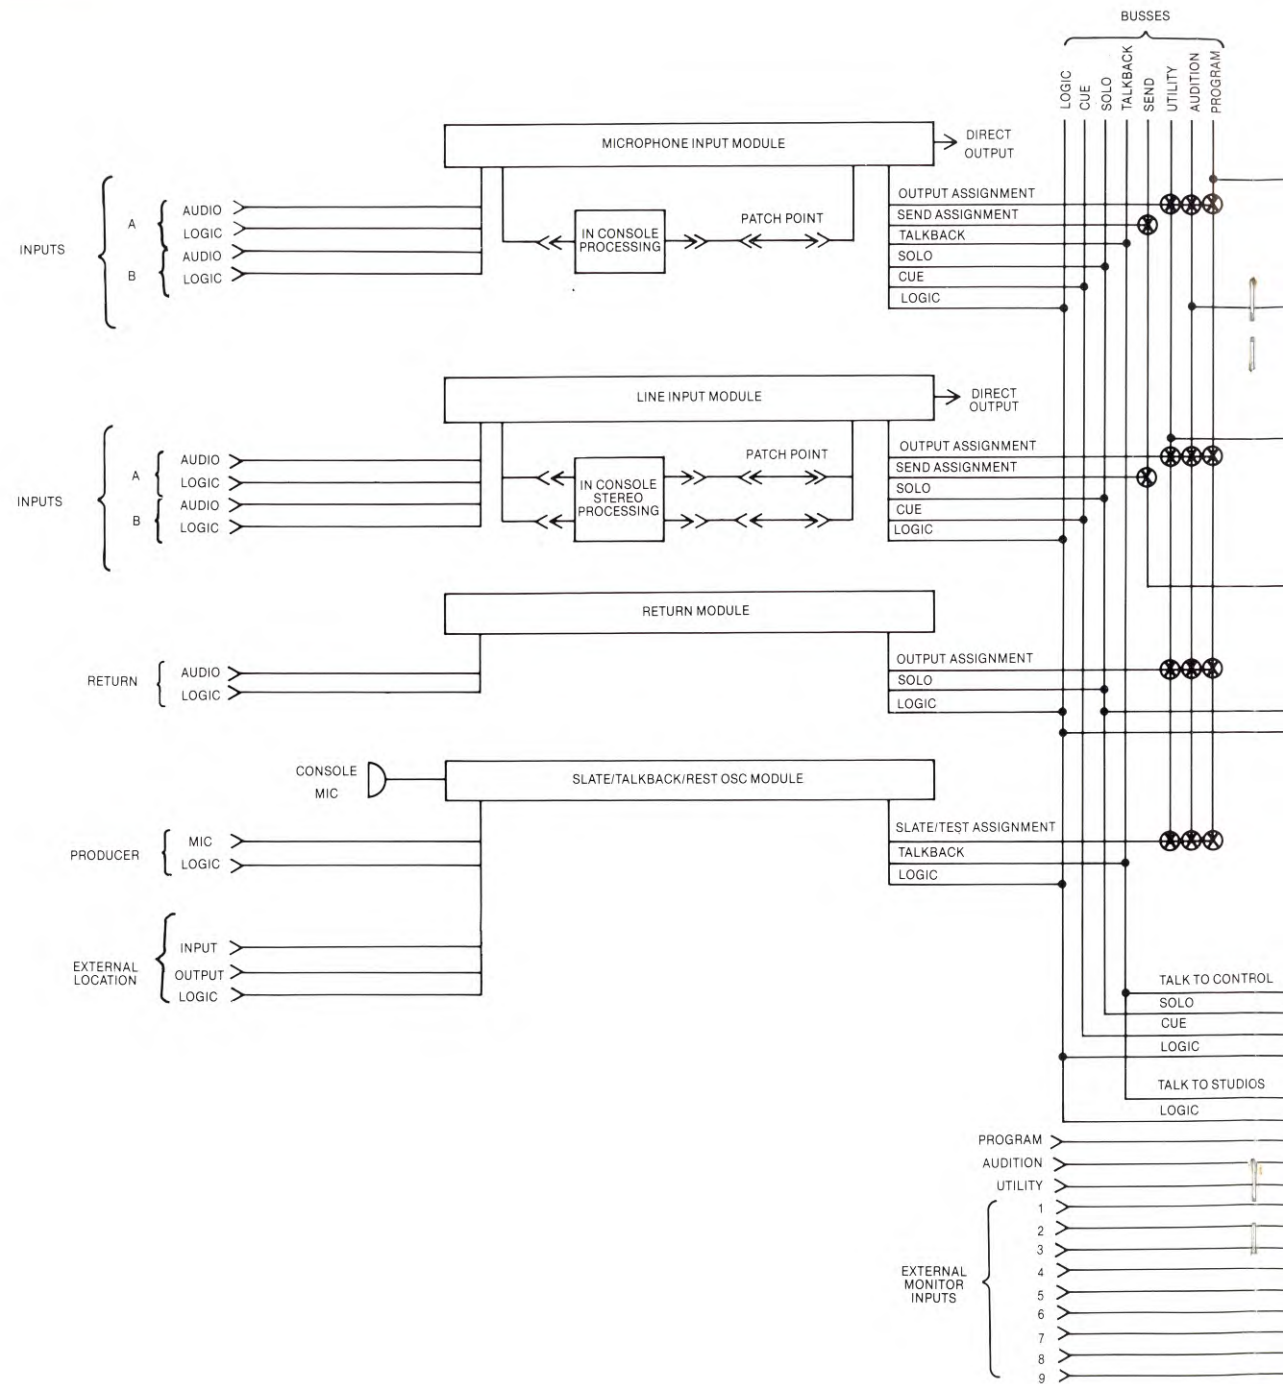 BUSSES
LOGIC
CUE
SOLO
TALKBACK
SEND
UTILITY
AUDITION
PROGRAM
MICROPHONE INPUT MODULE
DIRECT
OUTPUT
INPUTS
A
AUDIO
LOGIC
B
AUDIO
LOGIC
IN CONSOLE
PROCESSING
PATCH POINT
OUTPUT ASSIGNMENT
SEND ASSIGNMENT
TALKBACK
SOLO
CUE
LOGIC
LINE INPUT MODULE
DIRECT
OUTPUT
INPUTS
A
AUDIO
LOGIC
B
AUDIO
LOGIC
IN CONSOLE
STEREO
PROCESSING
PATCH POINT
OUTPUT ASSIGNMENT
SEND ASSIGNMENT
SOLO
CUE
LOGIC
RETURN MODULE
RETURN
AUDIO
LOGIC
OUTPUT ASSIGNMENT
SOLO
LOGIC
CONSOLE
MIC
SLATE/TALKBACK/REST OSC MODULE
PRODUCER
MIC
LOGIC
SLATE/TEST ASSIGNMENT
TALKBACK
LOGIC
EXTERNAL
LOCATION
INPUT
OUTPUT
LOGIC
TALK TO CONTROL
SOLO
CUE
LOGIC
TALK TO STUDIOS
LOGIC
PROGRAM
AUDITION
UTILITY
EXTERNAL
MONITOR
INPUTS
1
2
3
4
5
6
7
8
9